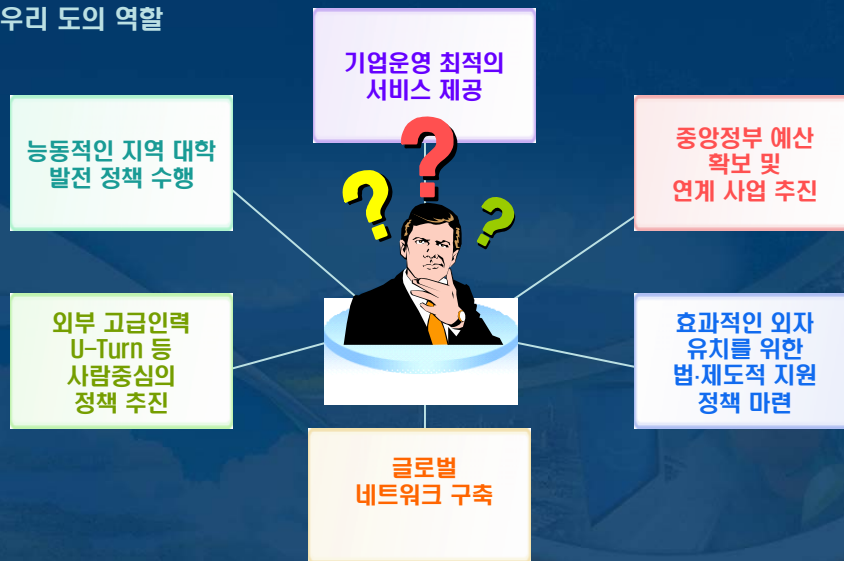 우리 도의 역할
기업운영 최적의
서비스 제공
능동적인 지역 대학
발전 정책 수행
중앙정부 예산
확보 및
연계 사업 추진
외부 고급인력
U-Turn 등
사람중심의
정책 추진
효과적인 외자
유치를 위한
법·제도적 지원
정책 마련
글로벌
네트워크 구축